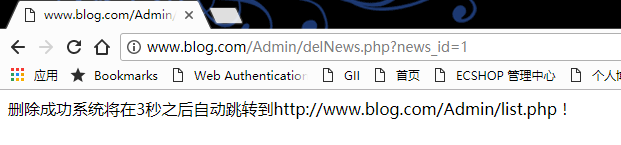 www.blog.com/Admin/
www.blog.com/Admin/delNews.php?news_id=1
应用 Bookmarks Web Authentication GII 首页 ECSHOP 管理中心 个人
删除成功系统将在3秒之后自动跳转到http://www.blog.com/Admin/list.php！